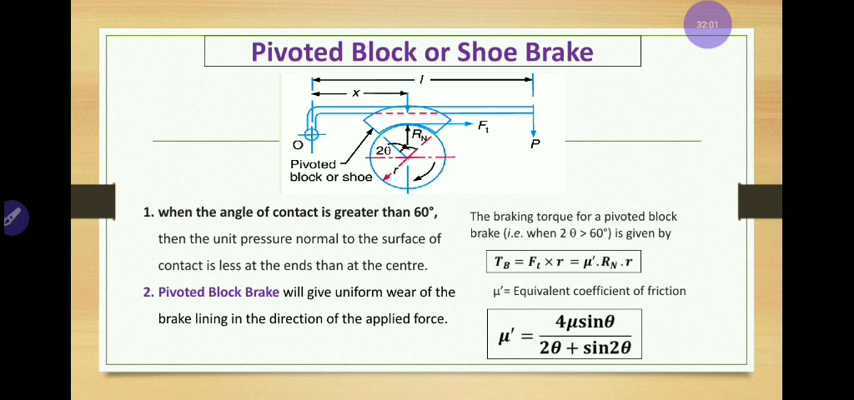 32:01
Pivoted Block or Shoe Brake
l
x
O
R_N
F_t
P
2θ
r
Pivoted
block or shoe
1. when the angle of contact is greater than 60°,
then the unit pressure normal to the surface of
contact is less at the ends than at the centre.
2. Pivoted Block Brake will give uniform wear of the
brake lining in the direction of the applied force.
The braking torque for a pivoted block
brake (i.e. when 2 θ > 60°) is given by
T_B = F_t × r = μ'. R_N . r
μ'= Equivalent coefficient of friction
μ' = 4μsinθ / 2θ + sin2θ